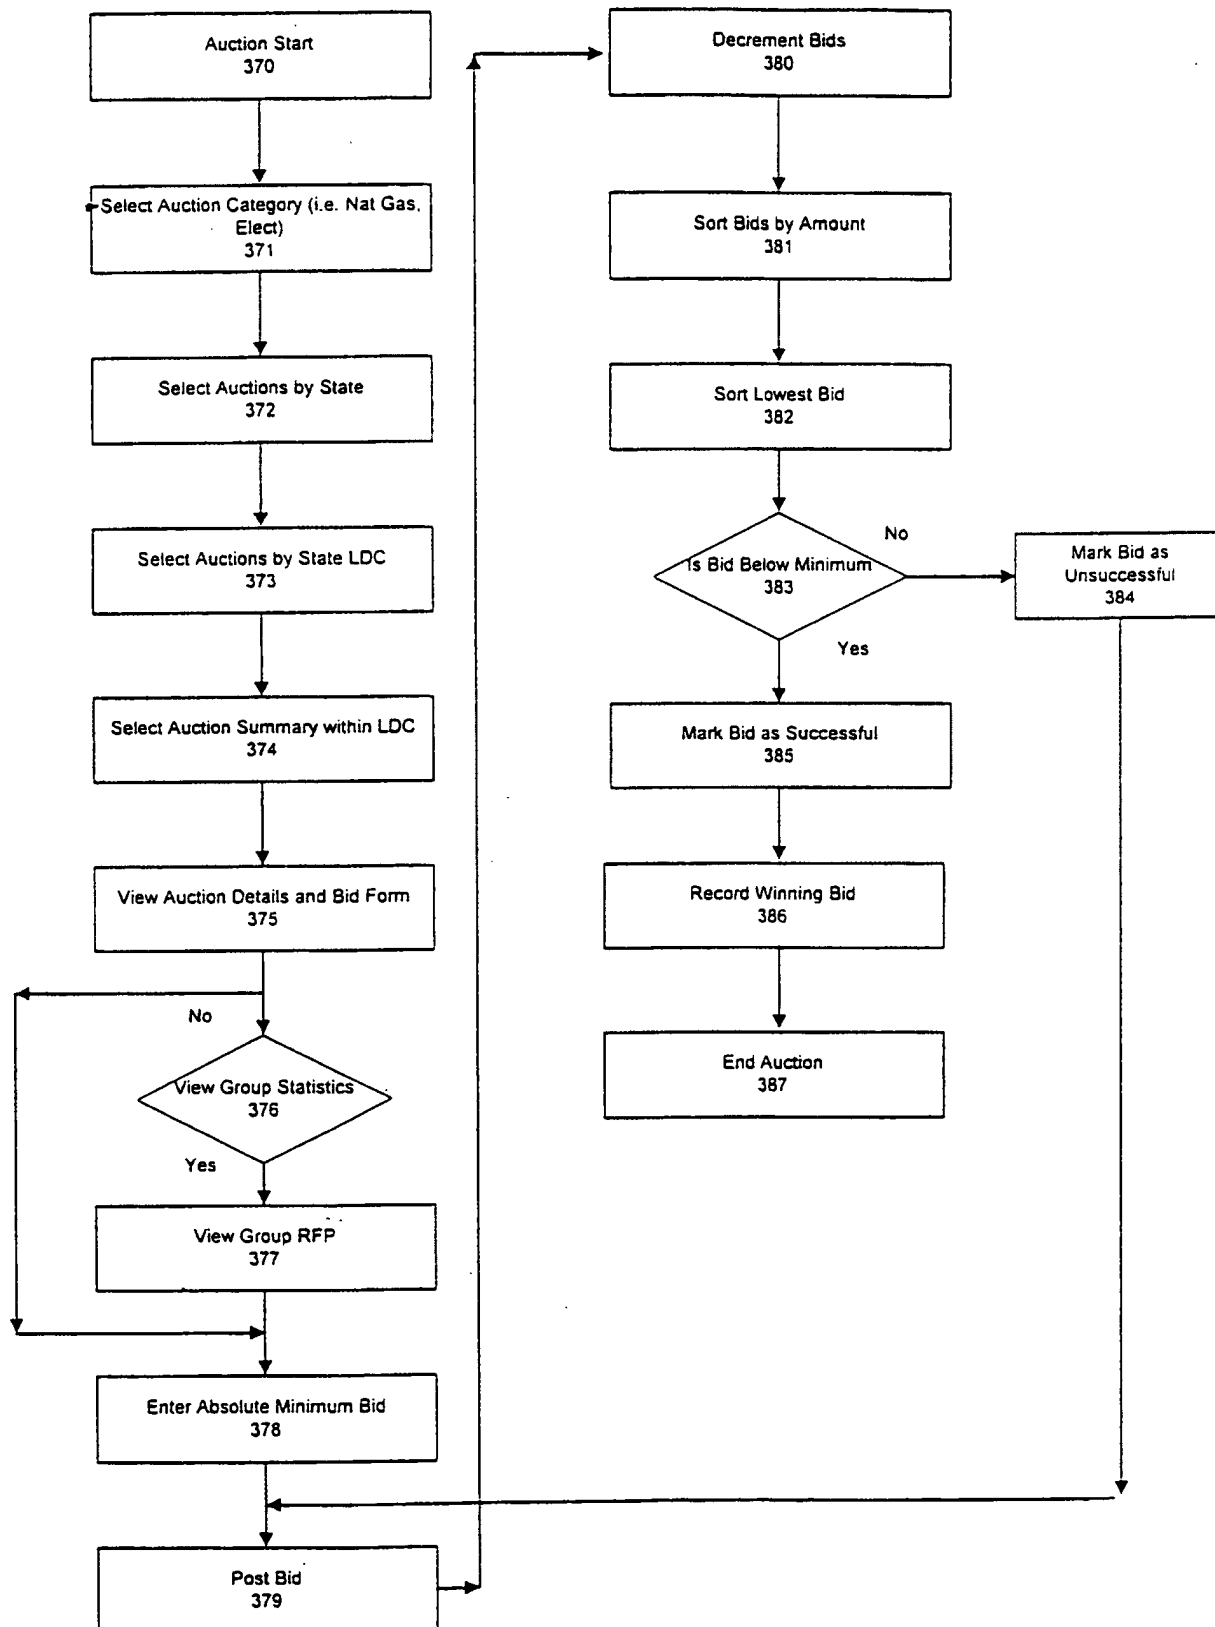 Auction Start
370
Select Auction Category (i.e. Nat Gas,
Elect)
371
Select Auctions by State
372
Select Auctions by State LDC
373
Select Auction Summary within LDC
374
View Auction Details and Bid Form
375
No
View Group Statistics
376
Yes
View Group RFP
377
Enter Absolute Minimum Bid
378
Post Bid
379
Decrement Bids
380
Sort Bids by Amount
381
Sort Lowest Bid
382
Is Bid Below Minimum
383
No
Mark Bid as
Unsuccessful
384
Yes
Mark Bid as Successful
385
Record Winning Bid
386
End Auction
387